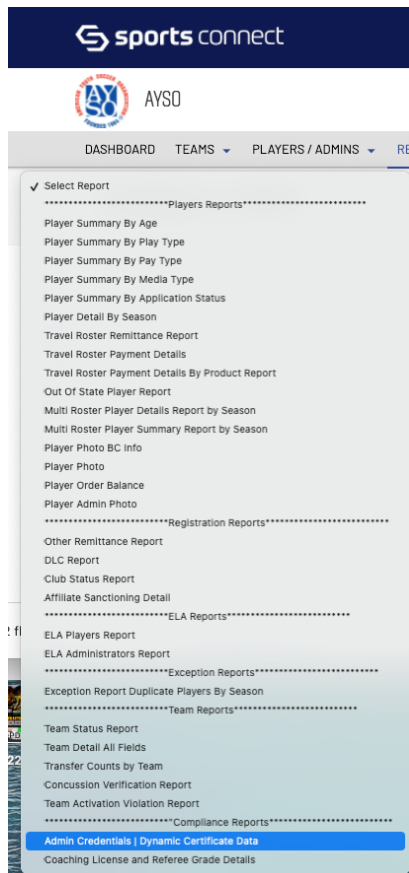 sports connect
AYSO
DASHBOARD TEAMS PLAYERS / ADMINS RE
✓ Select Report
***************************Players Reports***************************
Player Summary By Age
Player Summary By Play Type
Player Summary By Pay Type
Player Summary By Media Type
Player Summary By Application Status
Player Detail By Season
Travel Roster Remittance Report
Travel Roster Payment Details
Travel Roster Payment Details By Product Report
Out Of State Player Report
Multi Roster Player Details Report by Season
Multi Roster Player Summary Report by Season
Player Photo BC Info
Player Photo
Player Order Balance
Player Admin Photo
***************************Registration Reports***************************
Other Remittance Report
DLC Report
Club Status Report
Affiliate Sanctioning Detail
***************************ELA Reports***************************
ELA Players Report
ELA Administrators Report
***************************Exception Reports***************************
Exception Report Duplicate Players By Season
***************************Team Reports***************************
Team Status Report
Team Detail All Fields
Transfer Counts by Team
Concussion Verification Report
Team Activation Violation Report
***************************Compliance Reports***************************
Admin Credentials | Dynamic Certificate Data
Coaching License and Referee Grade Details